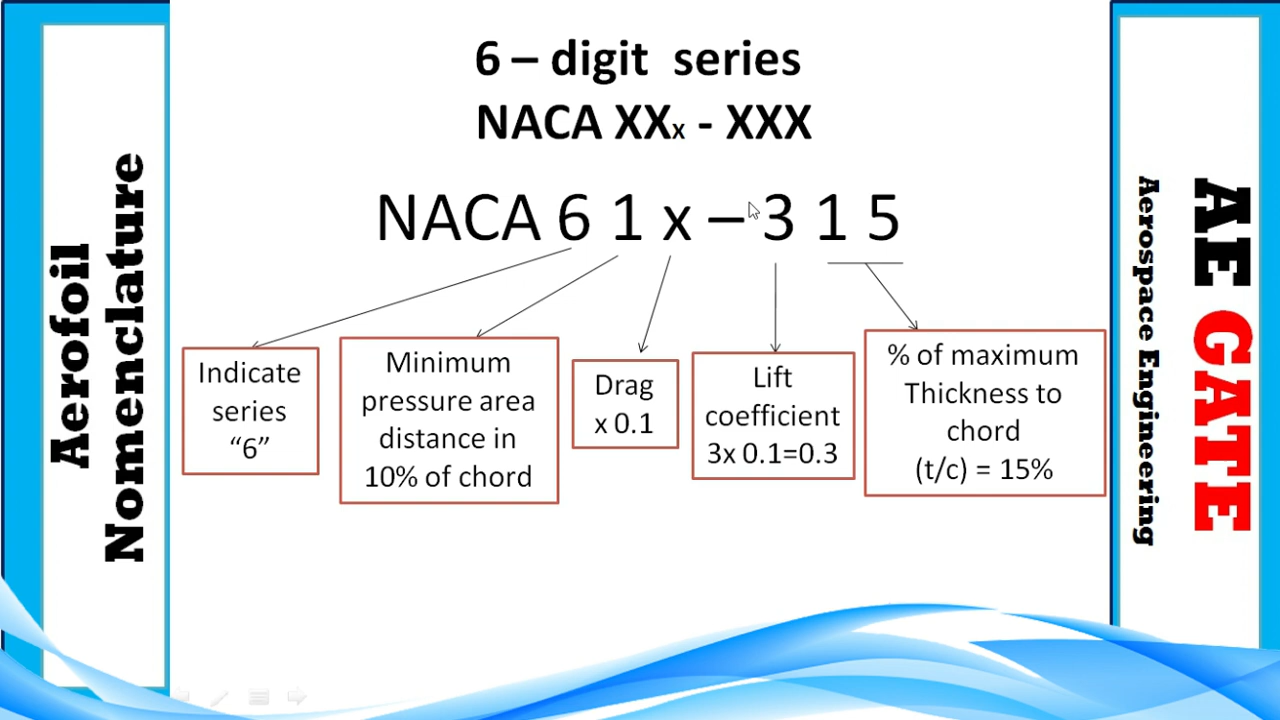 Aerofoil
Nomenclature
6 – digit series
NACA XXx - XXX
NACA 6 1 x – 3 1 5
Indicate
series
“6”
Minimum
pressure area
distance in
10% of chord
Drag
x 0.1
Lift
coefficient
3x 0.1=0.3
% of maximum
Thickness to
chord
(t/c) = 15%
AE GATE
Aerospace Engineering